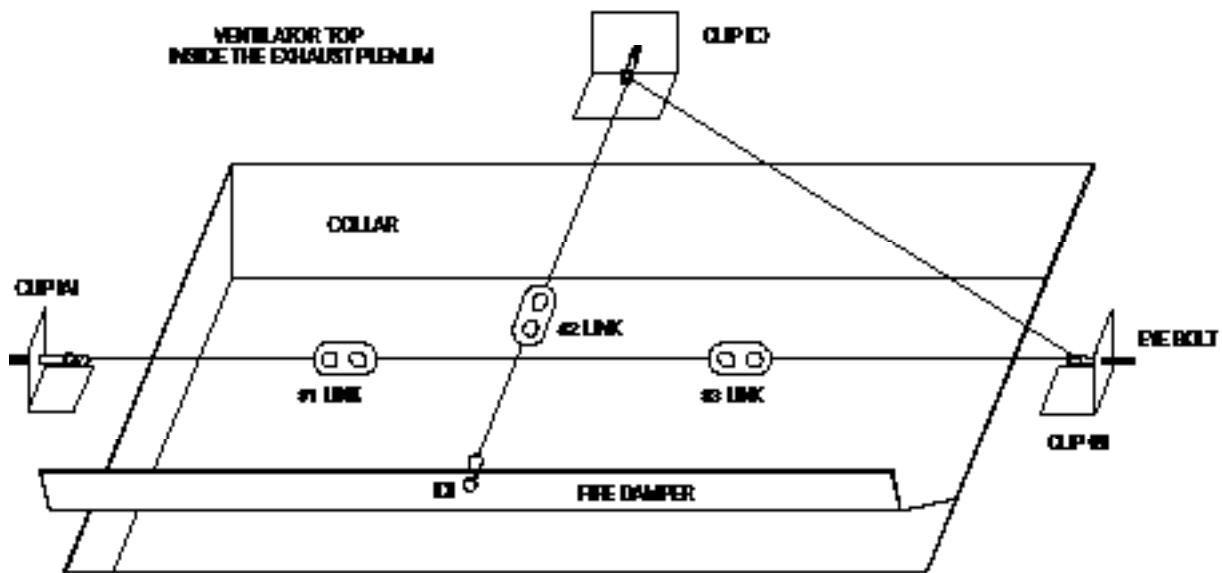 VENTILATOR TOP
INSIDE THE EXHAUST PLENUM
CLIP (C)
COLLAR
CLIP (A)
#2 LINK
EYE BOLT
#1 LINK
#3 LINK
CLIP (B)
FIRE DAMPER